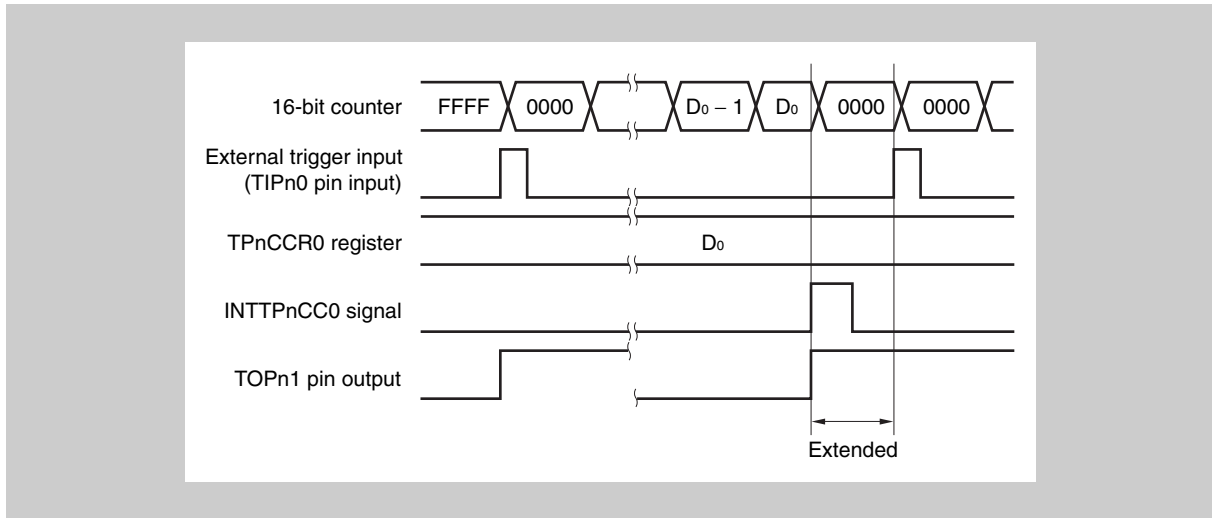 16-bit counter FFFF 0000 D₀ − 1 D₀ 0000 0000
External trigger input
(TIPn0 pin input)
TPnCCR0 register D₀
INTTPnCC0 signal
TOPn1 pin output
Extended